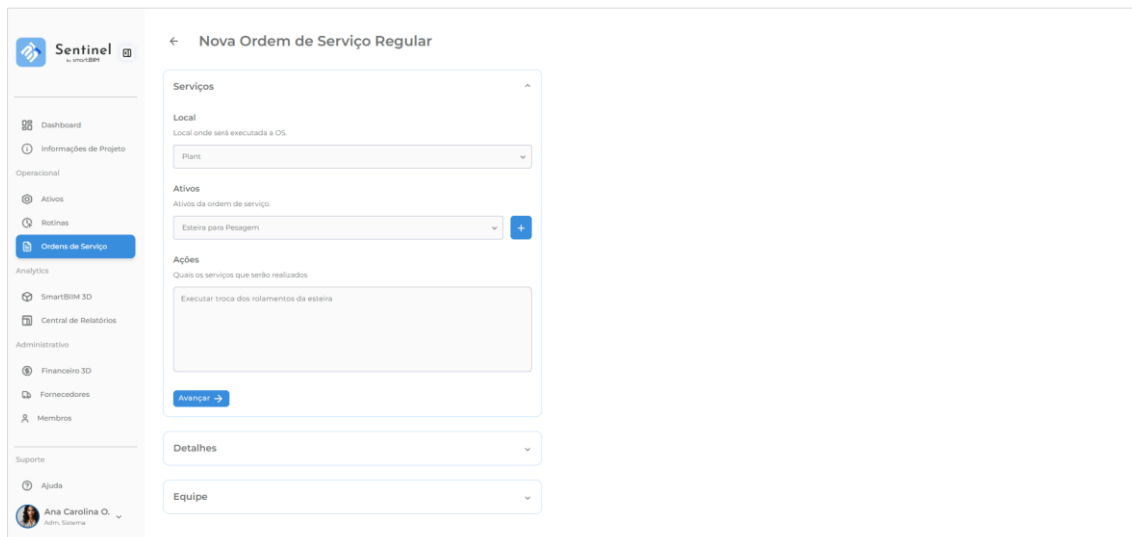 Sentinel
by smartBIM
Dashboard
Informações de Projeto
Operacional
Ativos
Rotinas
Ordens de Serviço
Analytics
SmartBIM 3D
Central de Relatórios
Administrativo
Financeiro 3D
Fornecedores
Membros
Suporte
Ajuda
Ana Carolina O.
Adm. Sistema
Nova Ordem de Serviço Regular
Serviços
Local
Local onde será executada a OS.
Plant
Ativos
Ativos da ordem de serviço.
Esteira para Pesagem
+
Ações
Quais os serviços que serão realizados
Executar troca dos rolamentos da esteira
Avançar →
Detalhes
Equipe